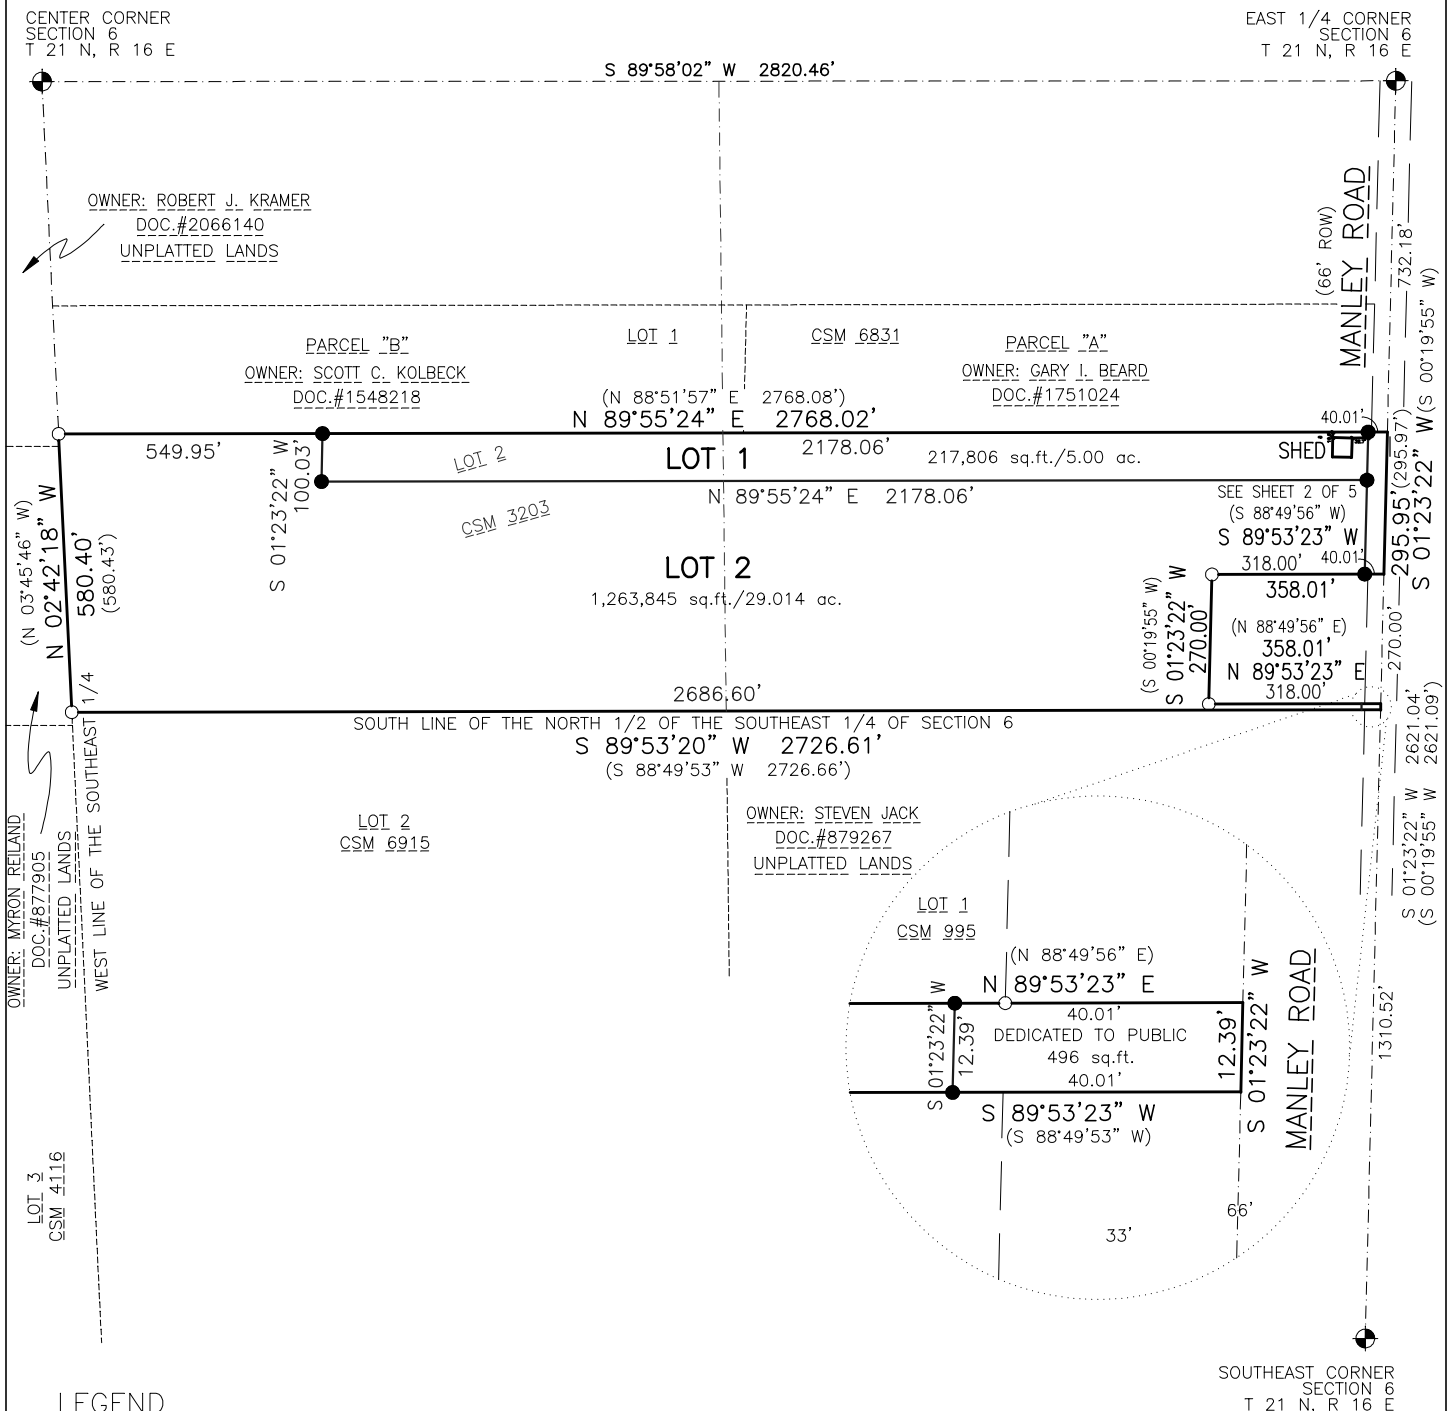 CENTER CORNER
SECTION 6
T 21 N, R 16 E
EAST 1/4 CORNER
SECTION 6
T 21 N, R 16 E
S 89°58'02" W 2820.46'
OWNER: ROBERT J. KRAMER
DOC.#2066140
UNPLATTED LANDS
MANLEY ROAD
(66' ROW)
732.18'
(S 00°19'55" W)
PARCEL "B"
OWNER: SCOTT C. KOLBECK
DOC.#1548218
LOT 1
CSM 6831
PARCEL "A"
OWNER: GARY I. BEARD
DOC.#1751024
(N 88°51'57" E 2768.08')
N 89°55'24" E 2768.02'
40.01'
549.95'
S 01°23'22" W
100.03'
LOT 2
LOT 1
2178.06'
217,806 sq.ft./5.00 ac.
SHED
N 89°55'24" E 2178.06'
CSM 3203
SEE SHEET 2 OF 5
(S 88°49'56" W)
S 89°53'23" W
318.00'
40.01'
358.01'
295.95'
(295.97')
S 01°23'22" W
(N 03°45'46" W)
N 02°42'18" W
580.40'
(580.43')
LOT 2
1,263,845 sq.ft./29.014 ac.
(S 00°19'55" W)
S 01°23'22" W
270.00'
(N 88°49'56" E)
358.01'
N 89°53'23" E
318.00'
270.00'
2686.60'
SOUTH LINE OF THE NORTH 1/2 OF THE SOUTHEAST 1/4 OF SECTION 6
S 89°53'20" W 2726.61'
(S 88°49'53" W 2726.66')
S 01°23'22" W 2621.04'
(S 00°19'55" W 2621.09')
WEST LINE OF THE SOUTHEAST 1/4
OWNER: MYRON REILAND
DOC.#877905
UNPLATTED LANDS
LOT 2
CSM 6915
OWNER: STEVEN JACK
DOC.#879267
UNPLATTED LANDS
LOT 1
CSM 995
(N 88°49'56" E)
N 89°53'23" E
40.01'
DEDICATED TO PUBLIC
496 sq.ft.
40.01'
S 01°23'22" W
12.39'
12.39'
S 01°23'22" W
MANLEY ROAD
S 89°53'23" W
(S 88°49'53" W)
66'
33'
1310.52'
LOT 3
CSM 4116
SOUTHEAST CORNER
SECTION 6
T 21 N, R 16 E
LEGEND